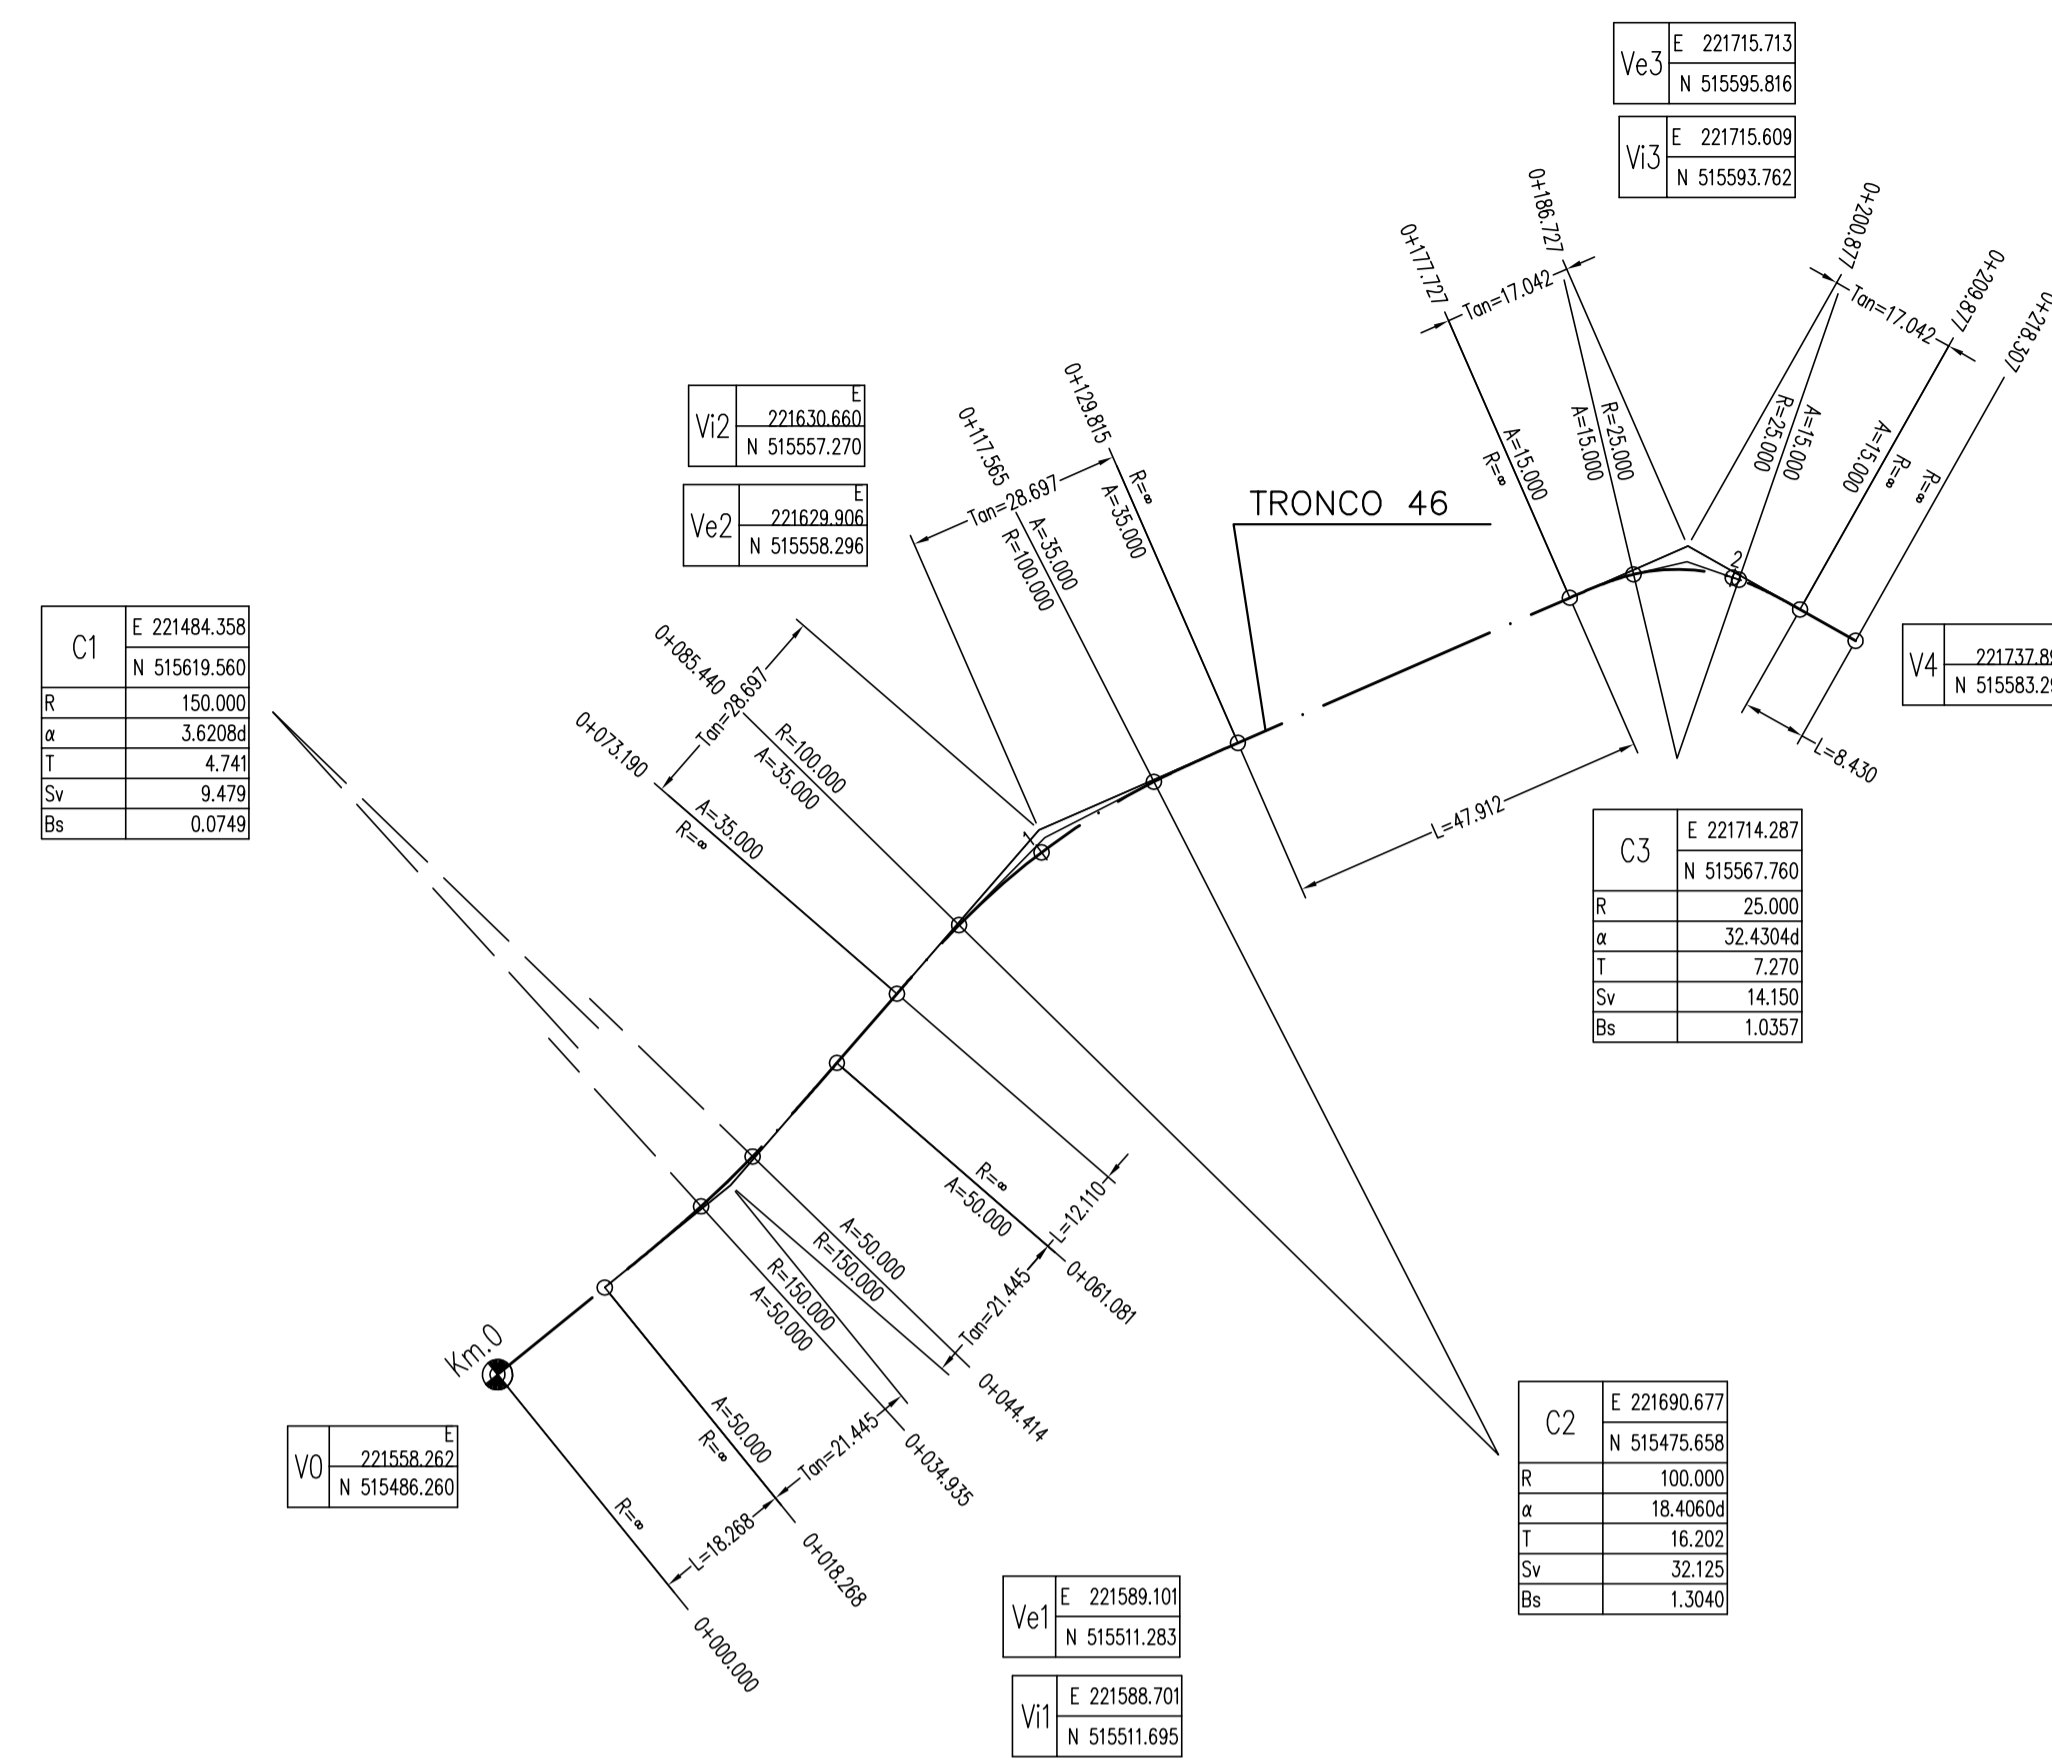 Ve3
E 221715.713
N 515595.816
Vi3
E 221715.609
N 515593.762
0+177.727
0+186.727
0+200.877
0+209.877
0+218.307
Tan=17.042
Tan=17.042
A=15.000
R=∞
R=25.000
A=15.000
R=25.000
A=15.000
A=15.000
R=∞
R=∞
2
Vi2
E
221630.660
N 515557.270
Ve2
E
221629.906
N 515558.296
0+117.565
0+129.815
Tan=28.697
A=35.000
R=100.000
R=∞
A=35.000
TRONCO 46
V4
N
L=8.430
L=47.912
C1
E 221484.358
N 515619.560
R 150.000
α 3.6208d
T 4.741
Sv 9.479
Bs 0.0749
0+085.440
0+073.190
Tan=28.697
R=100.000
A=35.000
A=35.000
R=∞
1
C3
E 221714.287
N 515567.760
R 25.000
α 32.4304d
T 7.270
Sv 14.150
Bs 1.0357
R=∞
A=50.000
L=12.110
0+061.081
Tan=21.445
A=50.000
R=150.000
R=150.000
A=50.000
0+044.414
0+034.935
Km.0
A=50.000
R=∞
Tan=21.445
R=∞
L=18.268
0+018.268
0+000.000
V0
E
221558.262
N 515486.260
C2
E 221690.677
N 515475.658
R 100.000
α 18.4060d
T 16.202
Sv 32.125
Bs 1.3040
Ve1
E 221589.101
N 515511.283
Vi1
E 221588.701
N 515511.695